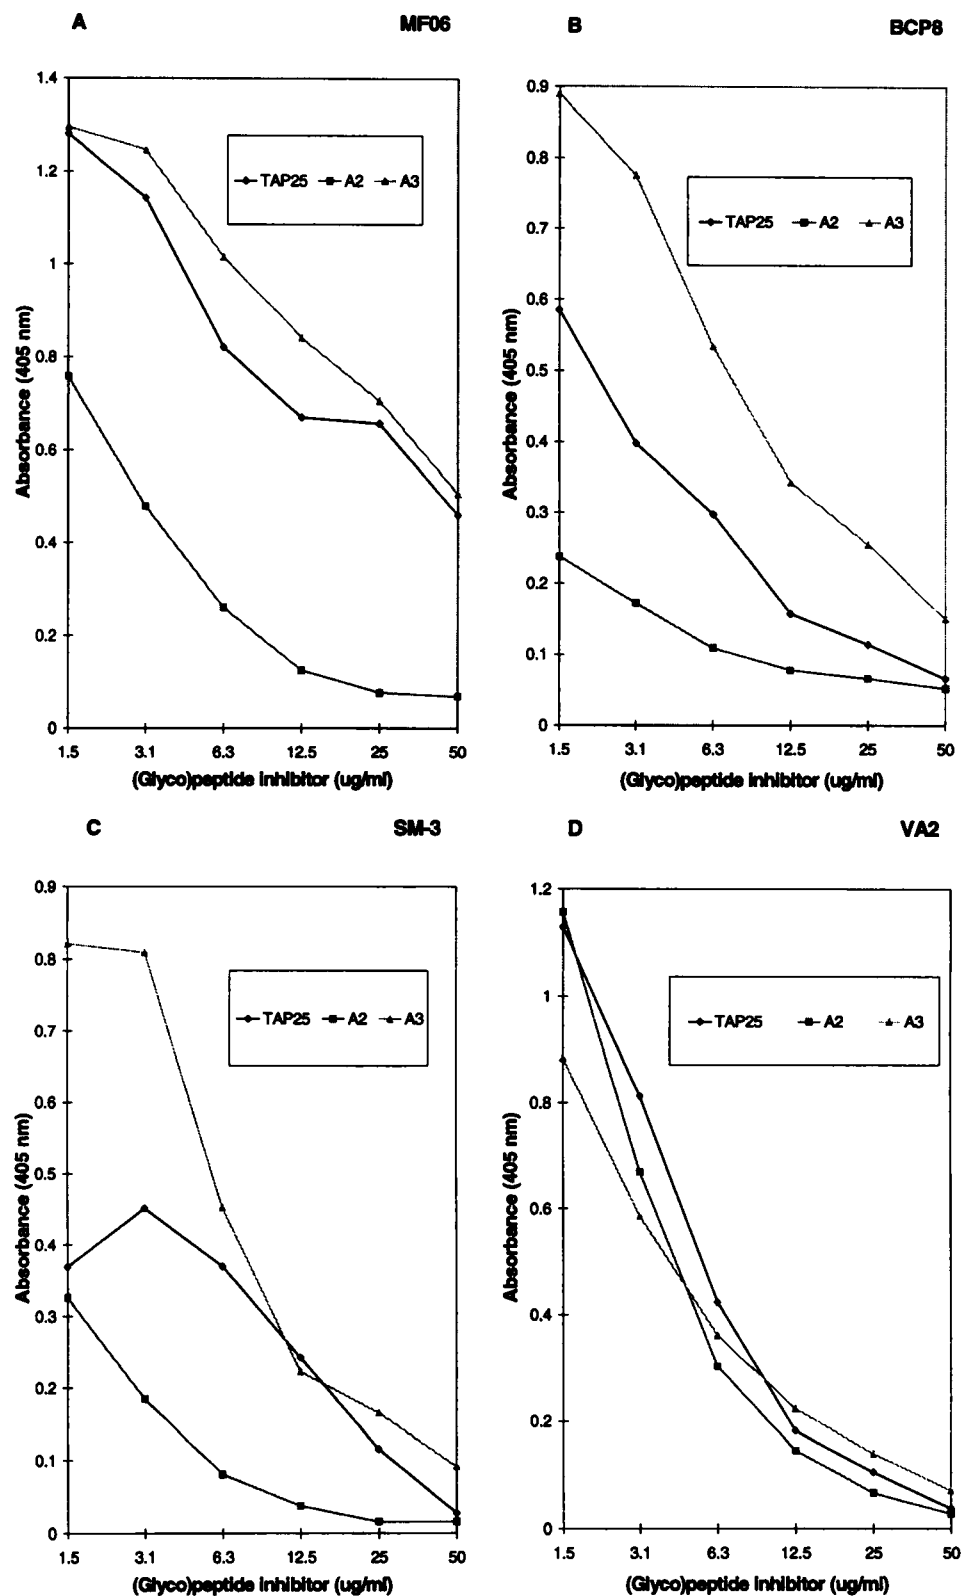 A MF06
1.4
1.2
1
0.8
0.6
0.4
0.2
0
Absorbance (405 nm)
TAP25 A2 A3
1.5 3.1 6.3 12.5 25 50
(Glyco)peptide inhibitor (ug/ml)
B BCP8
0.9
0.8
0.7
0.6
0.5
0.4
0.3
0.2
0.1
0
Absorbance (405 nm)
TAP25 A2 A3
1.5 3.1 6.3 12.5 25 50
(Glyco)peptide inhibitor (ug/ml)
C SM-3
0.9
0.8
0.7
0.6
0.5
0.4
0.3
0.2
0.1
0
Absorbance (405 nm)
TAP25 A2 A3
1.5 3.1 6.3 12.5 25 50
(Glyco)peptide inhibitor (ug/ml)
D VA2
1.2
1
0.8
0.6
0.4
0.2
0
Absorbance (405 nm)
TAP25 A2 A3
1.5 3.1 6.3 12.5 25 50
(Glyco)peptide inhibitor (ug/ml)